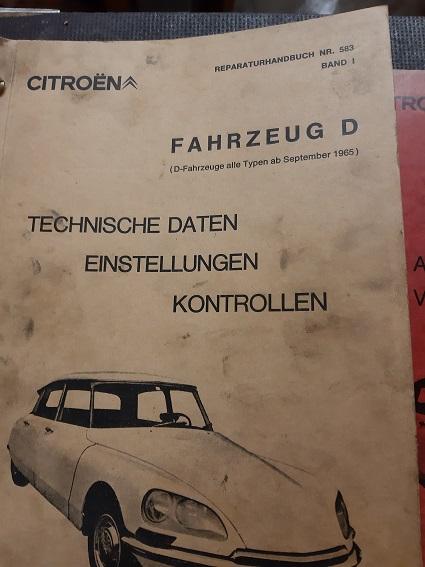 REPARATURHANDBUCH NR. 583
BAND I
CITROËN
FAHRZEUG D
(D-Fahrzeuge alle Typen ab September 1965)
TECHNISCHE DATEN
EINSTELLUNGEN
KONTROLLEN